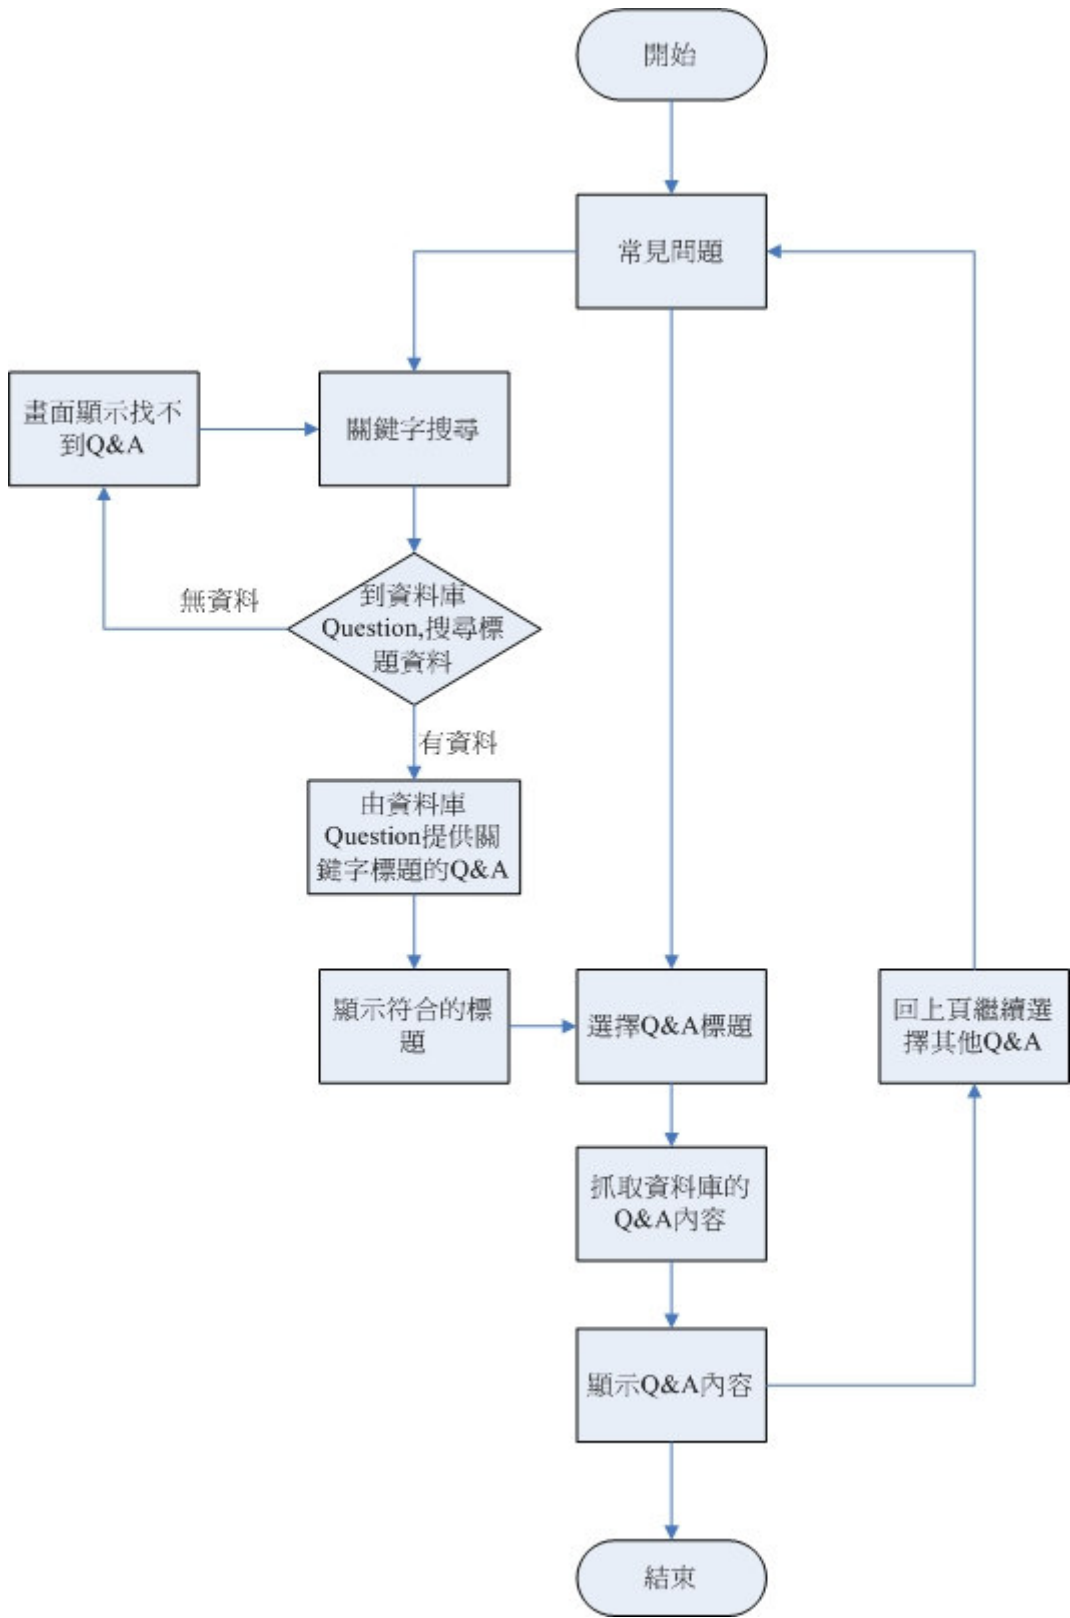 開始
常見問題
畫面顯示找不
到Q&A
關鍵字搜尋
無資料
到資料庫
Question,搜尋標
題資料
有資料
由資料庫
Question提供關
鍵字標題的Q&A
顯示符合的標
題
選擇Q&A標題
回上頁繼續選
擇其他Q&A
抓取資料庫的
Q&A內容
顯示Q&A內容
結束